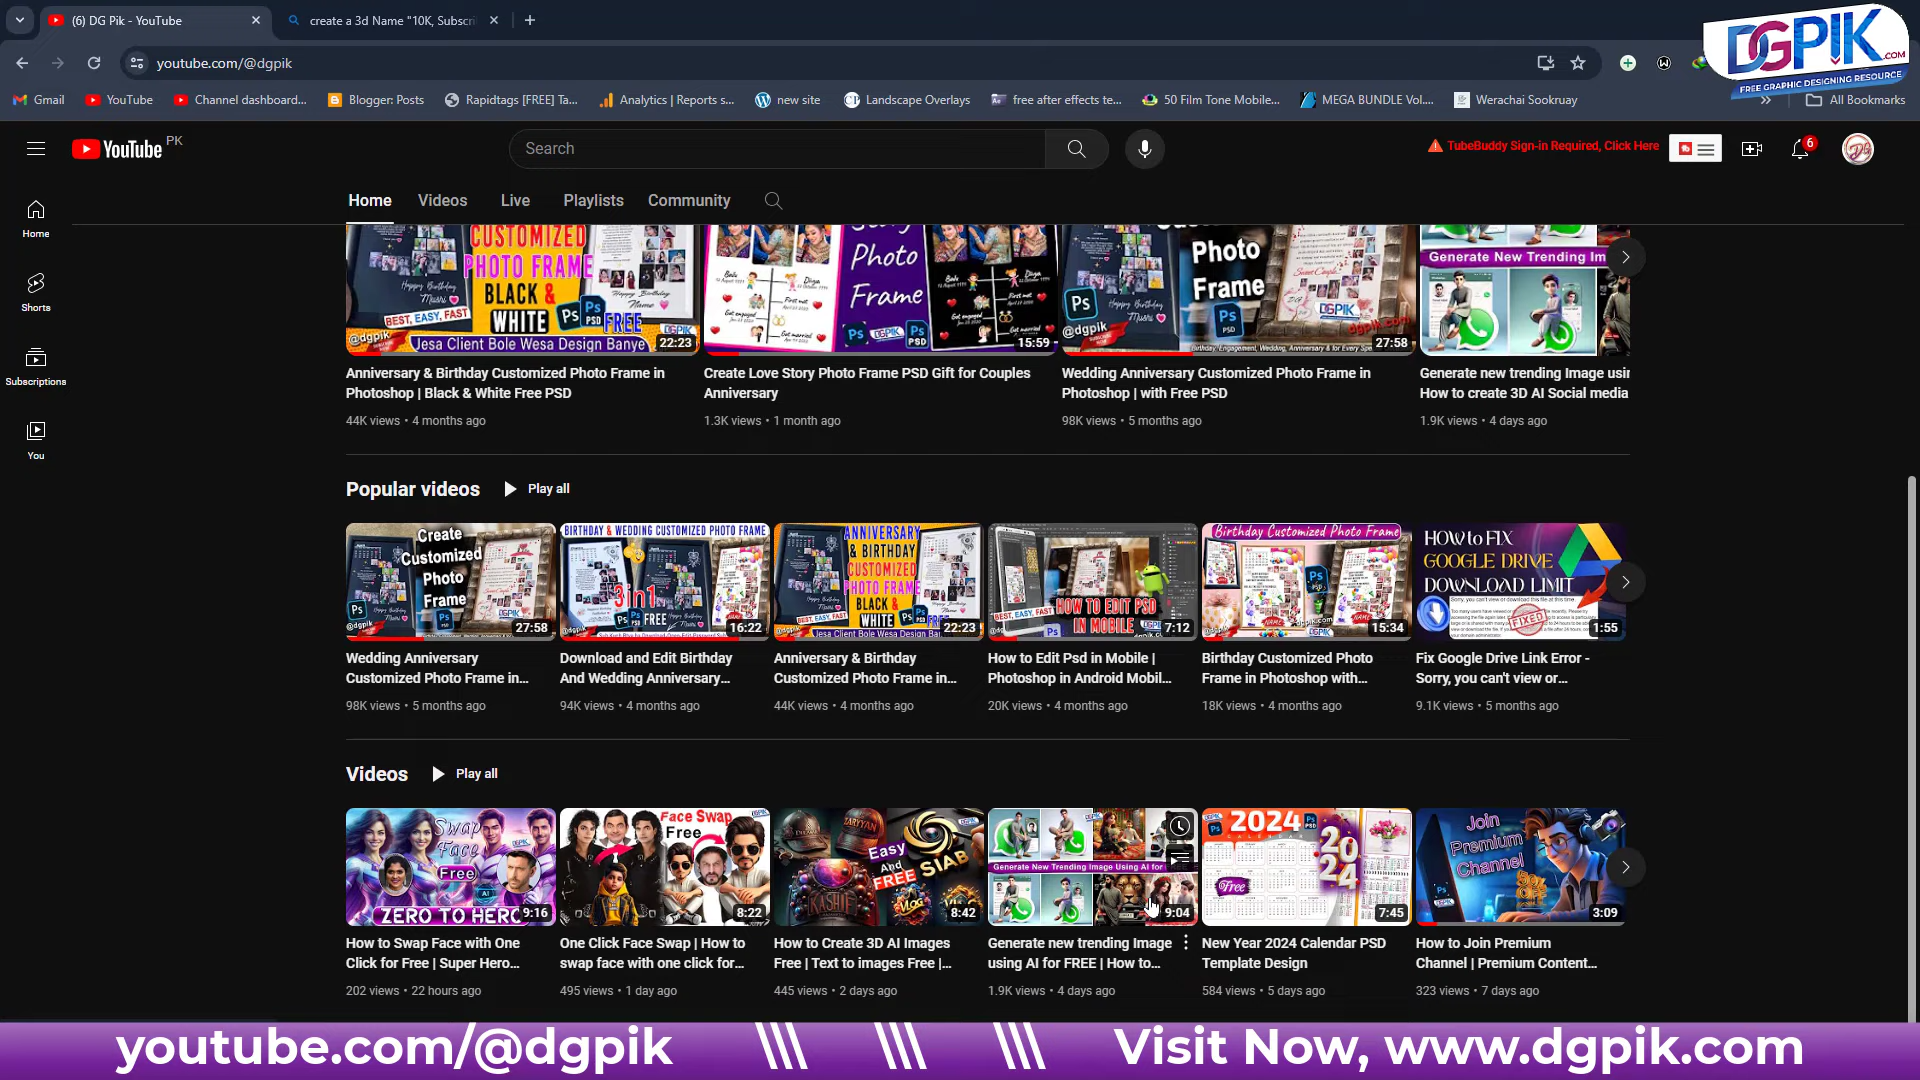 (6) DG Pik - YouTube
create a 3d Name "10K, Subscri
youtube.com/@dgpik
DGPIK.COM
FREE GRAPHIC DESIGNING RESOURCE
Gmail
YouTube
Channel dashboard...
Blogger: Posts
Rapidtags [FREE] Ta...
Analytics | Reports s...
new site
Landscape Overlays
free after effects te...
50 Film Tone Mobile...
MEGA BUNDLE Vol....
Werachai Sookruay
All Bookmarks
YouTube PK
Search
TubeBuddy Sign-in Required, Click Here
6
Home
Videos
Live
Playlists
Community
Home
Shorts
Subscriptions
You
CUSTOMIZED
PHOTO FRAME
BLACK &
WHITE
BEST, EASY, FAST
FREE
Jesa Client Bole Wesa Design Banye
22:23
Story
Photo
Frame
15:59
Photo
Frame
@dgpik
27:58
Generate New Trending Im
Anniversary & Birthday Customized Photo Frame in
Photoshop | Black & White Free PSD
44K views • 4 months ago
Create Love Story Photo Frame PSD Gift for Couples
Anniversary
1.3K views • 1 month ago
Wedding Anniversary Customized Photo Frame in
Photoshop | with Free PSD
98K views • 5 months ago
Generate new trending Image usin
How to create 3D AI Social media
1.9K views • 4 days ago
Popular videos
Play all
Create
Customized
Photo
Frame
@dgpik
27:58
BIRTHDAY & WEDDING CUSTOMIZED PHOTO FRAME
3in1
FREE
16:22
ANNIVERSARY
& BIRTHDAY
CUSTOMIZED
PHOTO FRAME
BLACK &
WHITE
Jesa Client Bole Wesa Design Ban
22:23
BEST, EASY, FAST
HOW TO EDIT PSD
IN MOBILE
7:12
Birthday Customized Photo Frame
15:34
HOW to FIX
GOOGLE DRIVE
DOWNLOAD LIMIT
FIXED
1:55
Wedding Anniversary
Customized Photo Frame in...
98K views • 5 months ago
Download and Edit Birthday
And Wedding Anniversary...
94K views • 4 months ago
Anniversary & Birthday
Customized Photo Frame in...
44K views • 4 months ago
How to Edit Psd in Mobile |
Photoshop in Android Mobil...
20K views • 4 months ago
Birthday Customized Photo
Frame in Photoshop with...
18K views • 4 months ago
Fix Google Drive Link Error -
Sorry, you can't view or...
9.1K views • 5 months ago
Videos
Play all
Swap
Face
Free
ZERO TO HERO
9:16
Face Swap
Free
8:22
ZARYYAN
Easy
And
FREE
SIAB
KASHIF
VLOG
8:42
Generate New Trending Image Using AI for
9:04
2024
Free
7:45
Join
Premium
Channel
3:09
How to Swap Face with One
Click for Free | Super Hero...
202 views • 22 hours ago
One Click Face Swap | How to
swap face with one click for...
495 views • 1 day ago
How to Create 3D AI Images
Free | Text to images Free |...
445 views • 2 days ago
Generate new trending Image
using AI for FREE | How to...
1.9K views • 4 days ago
New Year 2024 Calendar PSD
Template Design
584 views • 5 days ago
How to Join Premium
Channel | Premium Content...
323 views • 7 days ago
youtube.com/@dgpik
Visit Now, www.dgpik.com